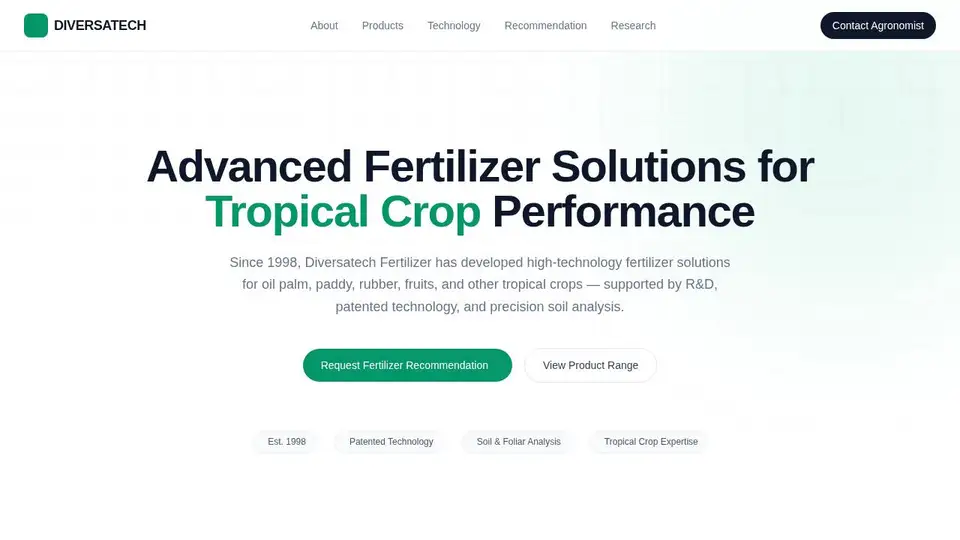 DIVERSATECH
About
Products
Technology
Recommendation
Research
Contact Agronomist
Advanced Fertilizer Solutions for
Tropical Crop Performance
Since 1998, Diversatech Fertilizer has developed high-technology fertilizer solutions
for oil palm, paddy, rubber, fruits, and other tropical crops — supported by R&D,
patented technology, and precision soil analysis.
Request Fertilizer Recommendation
View Product Range
Est. 1998
Patented Technology
Soil & Foliar Analysis
Tropical Crop Expertise